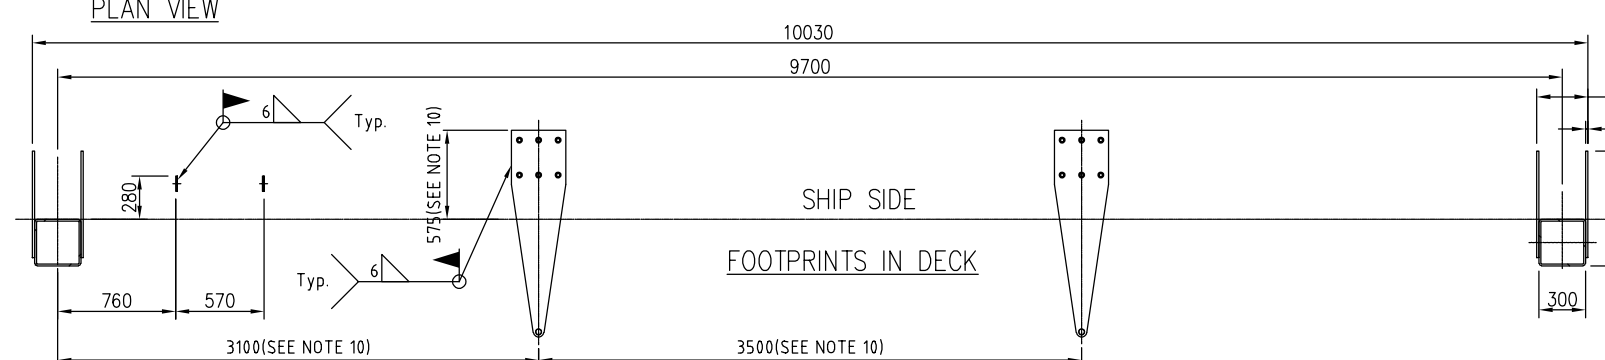 PLAN VIEW
10030
9700
6
Typ.
575(SEE NOTE 10)
280
SHIP SIDE
FOOTPRINTS IN DECK
Typ.
6
760
570
300
3100(SEE NOTE 10)
3500(SEE NOTE 10)